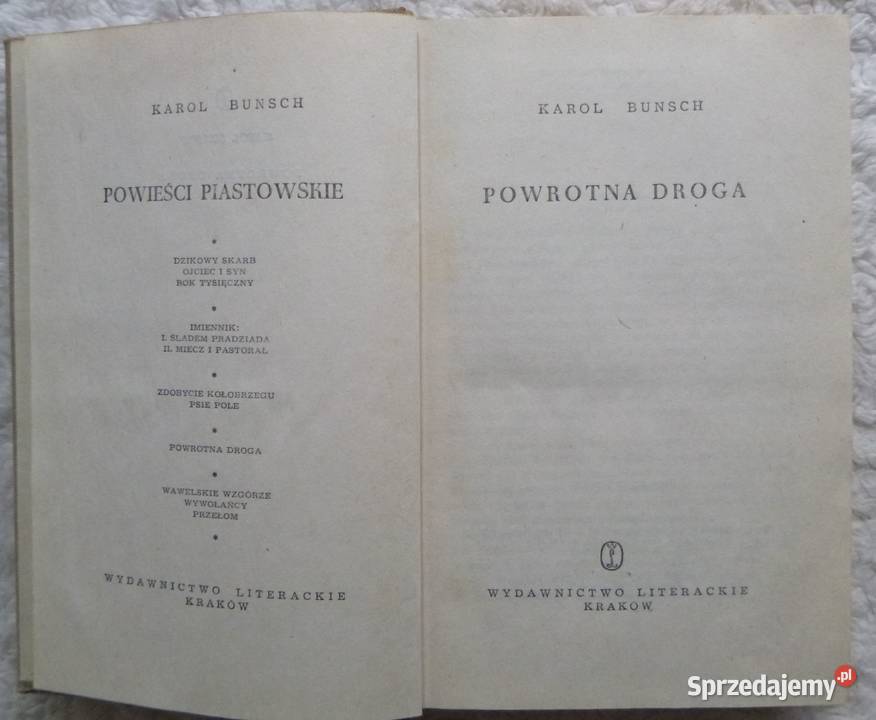 KAROL BUNSCH
POWIEŚCI PIASTOWSKIE
*
DZIKOWY SKARB
OJCIEC I SYN
ROK TYSIĘCZNY
*
IMIENNIK:
I. ŚLADEM PRADZIADA
II. MIECZ I PASTORAŁ
*
ZDOBYCIE KOŁOBRZEGU
PSIE POLE
*
POWROTNA DROGA
*
WAWELSKIE WZGÓRZE
WYWOŁAŃCY
PRZEŁOM
*
WYDAWNICTWO LITERACKIE
KRAKÓW
KAROL BUNSCH
POWROTNA DROGA
WYDAWNICTWO LITERACKIE
KRAKÓW
Sprzedajemy.pl